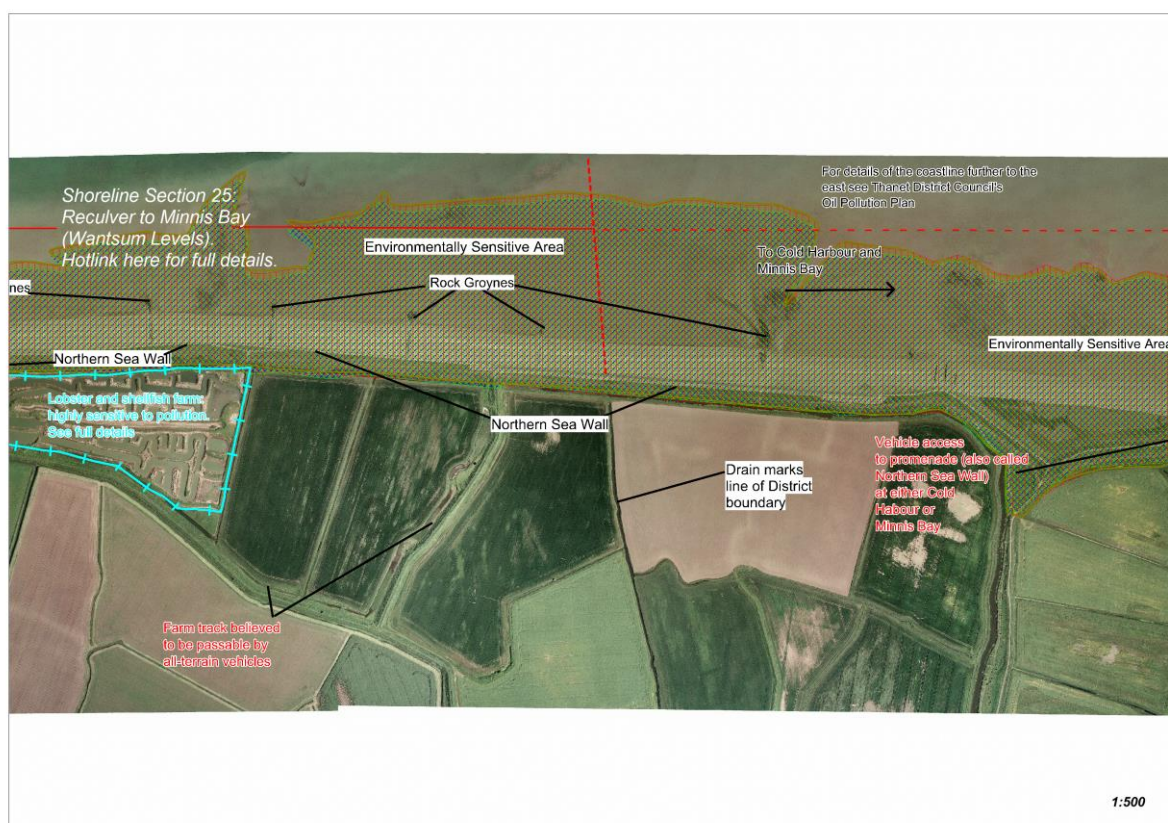 Shoreline Section 25:
Reculver to Minnis Bay
(Wantsum Levels).
Hotlink here for full details.
For details of the coastline further to the
east see Thanet District Council's
Oil Pollution Plan
Environmentally Sensitive Area
To Cold Harbour and
Minnis Bay
nes
Rock Groynes
Environmentally Sensitive Area
Northern Sea Wall
Lobster and shellfish farm:
highly sensitive to pollution.
See full details
Northern Sea Wall
Vehicle access
to promenade (also called
Northern Sea Wall)
at either Cold
Habour or
Minnis Bay
Drain marks
line of District
boundary
Farm track believed
to be passable by
all-terrain vehicles
1:500